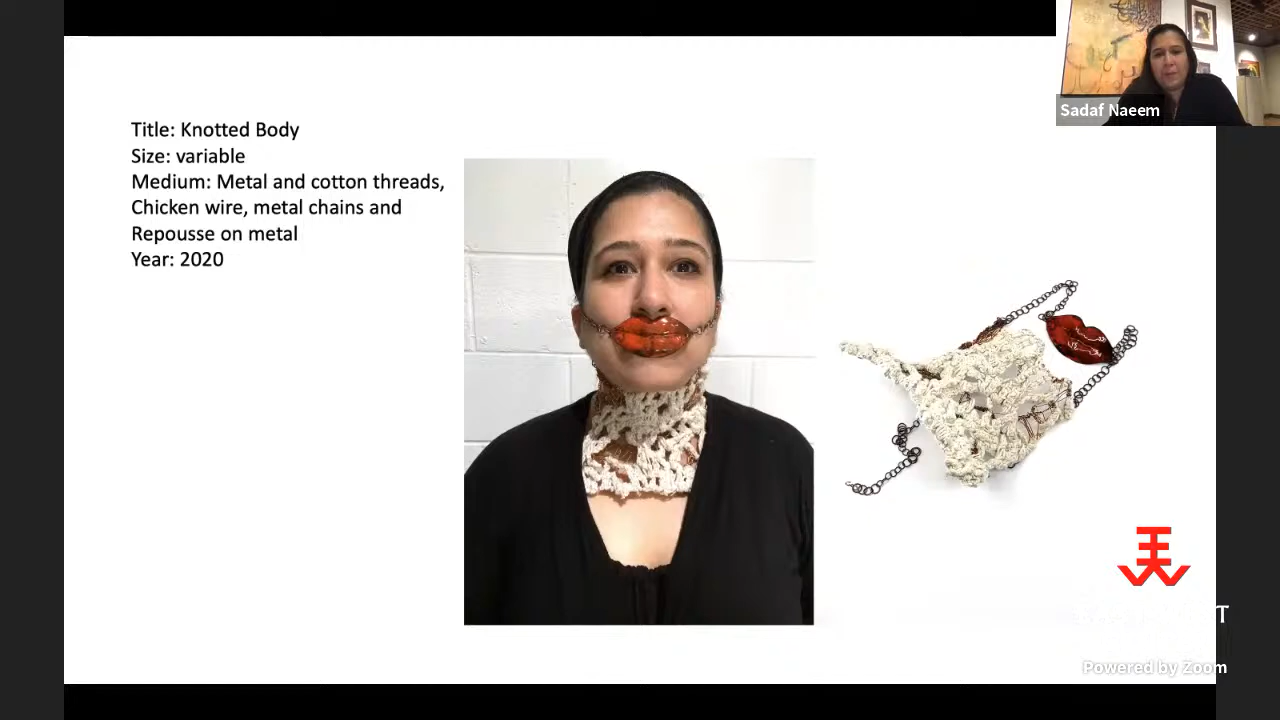 Sadaf Naeem
Title: Knotted Body
Size: variable
Medium: Metal and cotton threads,
Chicken wire, metal chains and
Repousse on metal
Year: 2020
Powered by Zoom